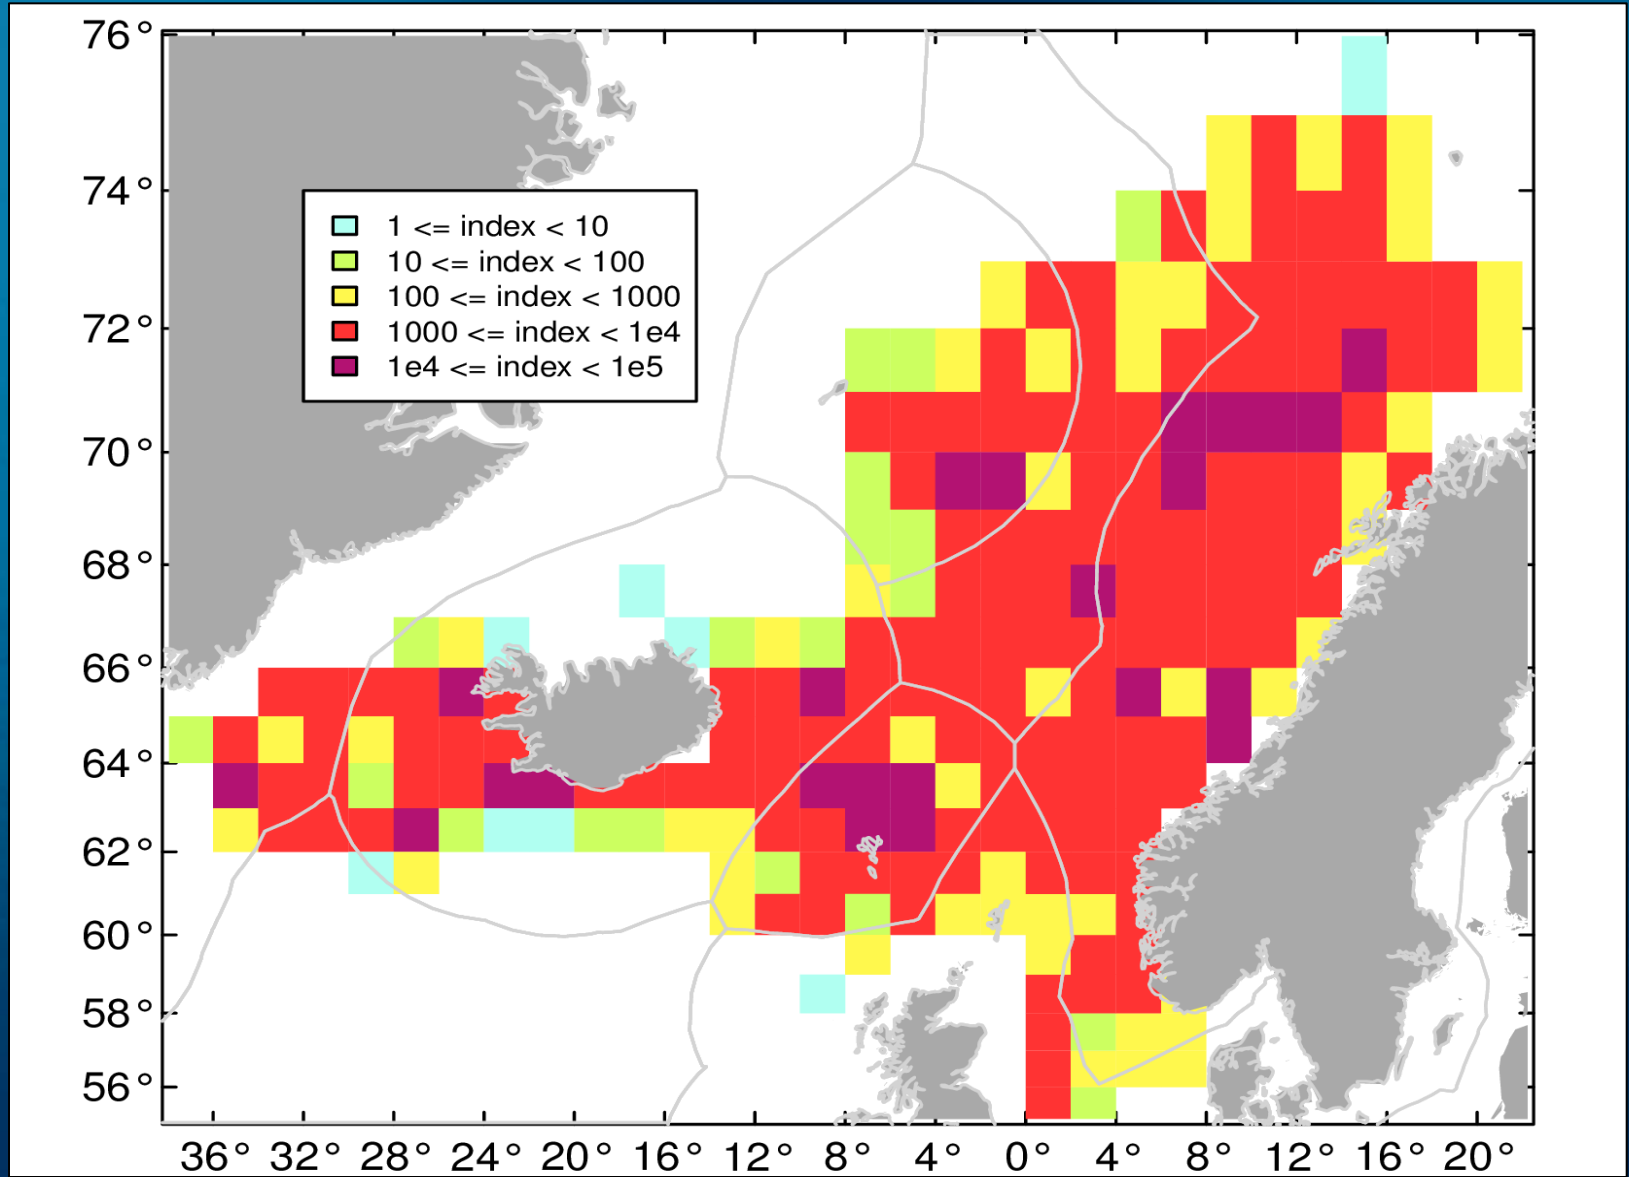 76°
74°
72°
70°
68°
66°
64°
62°
60°
58°
56°
1 <= index < 10
10 <= index < 100
100 <= index < 1000
1000 <= index < 1e4
1e4 <= index < 1e5
36° 32° 28° 24° 20° 16° 12° 8° 4° 0° 4° 8° 12° 16° 20°